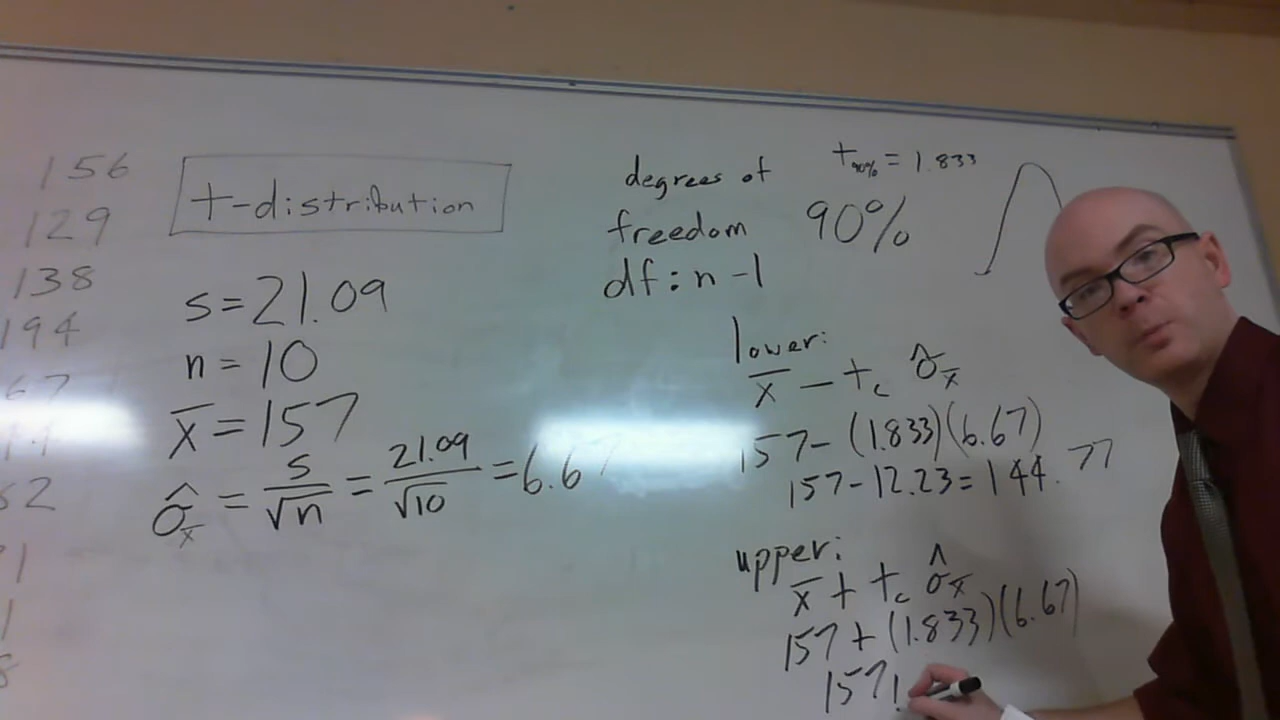 156
129
138
194
t-distribution
s=21.09
n=10
x̄=157
σ̂x̄ = s/√n = 21.09/√10 = 6.67
degrees of
freedom
df: n-1
t90% = 1.833
90%
lower:
x̄ - tc σ̂x̄
157-(1.833)(6.67)
157-12.23=144.77
upper:
x̄ + tc σ̂x̄
157+(1.833)(6.67)
157